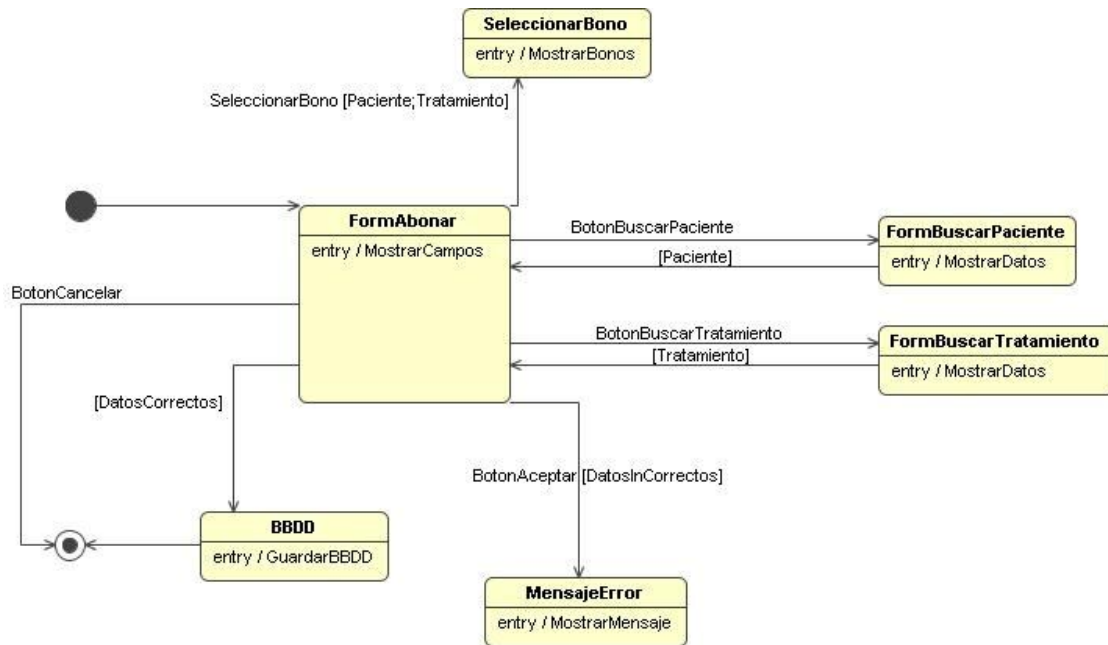 SeleccionarBono
entry / MostrarBonos
SeleccionarBono [Paciente;Tratamiento]
FormAbonar
entry / MostrarCampos
BotonBuscarPaciente
[Paciente]
FormBuscarPaciente
entry / MostrarDatos
BotonCancelar
BotonBuscarTratamiento
[Tratamiento]
FormBuscarTratamiento
entry / MostrarDatos
[DatosCorrectos]
BotonAceptar [DatosInCorrectos]
BBDD
entry / GuardarBBDD
MensajeError
entry / MostrarMensaje